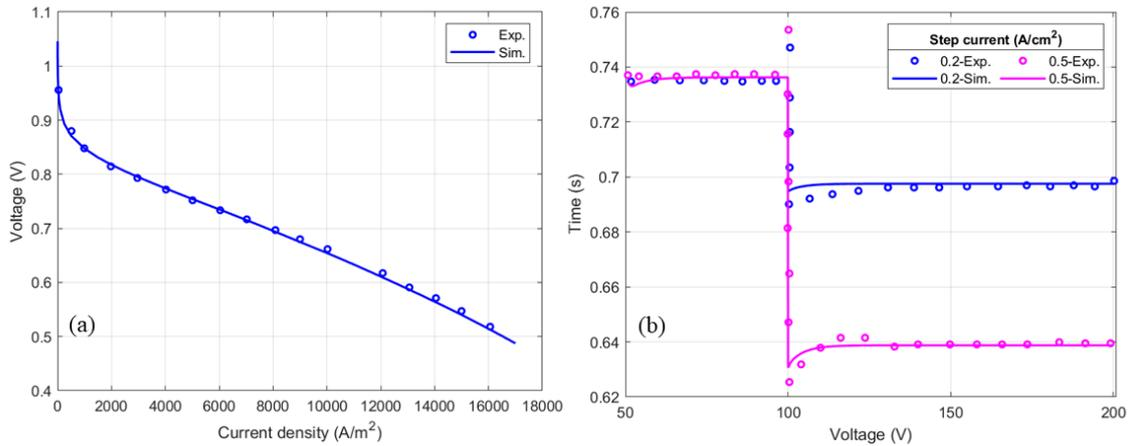 1.1
1
0.9
0.8
0.7
0.6
0.5
0.4
Voltage (V)
Exp.
Sim.
(a)
0 2000 4000 6000 8000 10000 12000 14000 16000 18000
Current density (A/m²)
0.76
0.74
0.72
0.7
0.68
0.66
0.64
0.62
Time (s)
Step current (A/cm²)
0.2-Exp. 0.5-Exp.
0.2-Sim. 0.5-Sim.
(b)
50 100 150 200
Voltage (V)